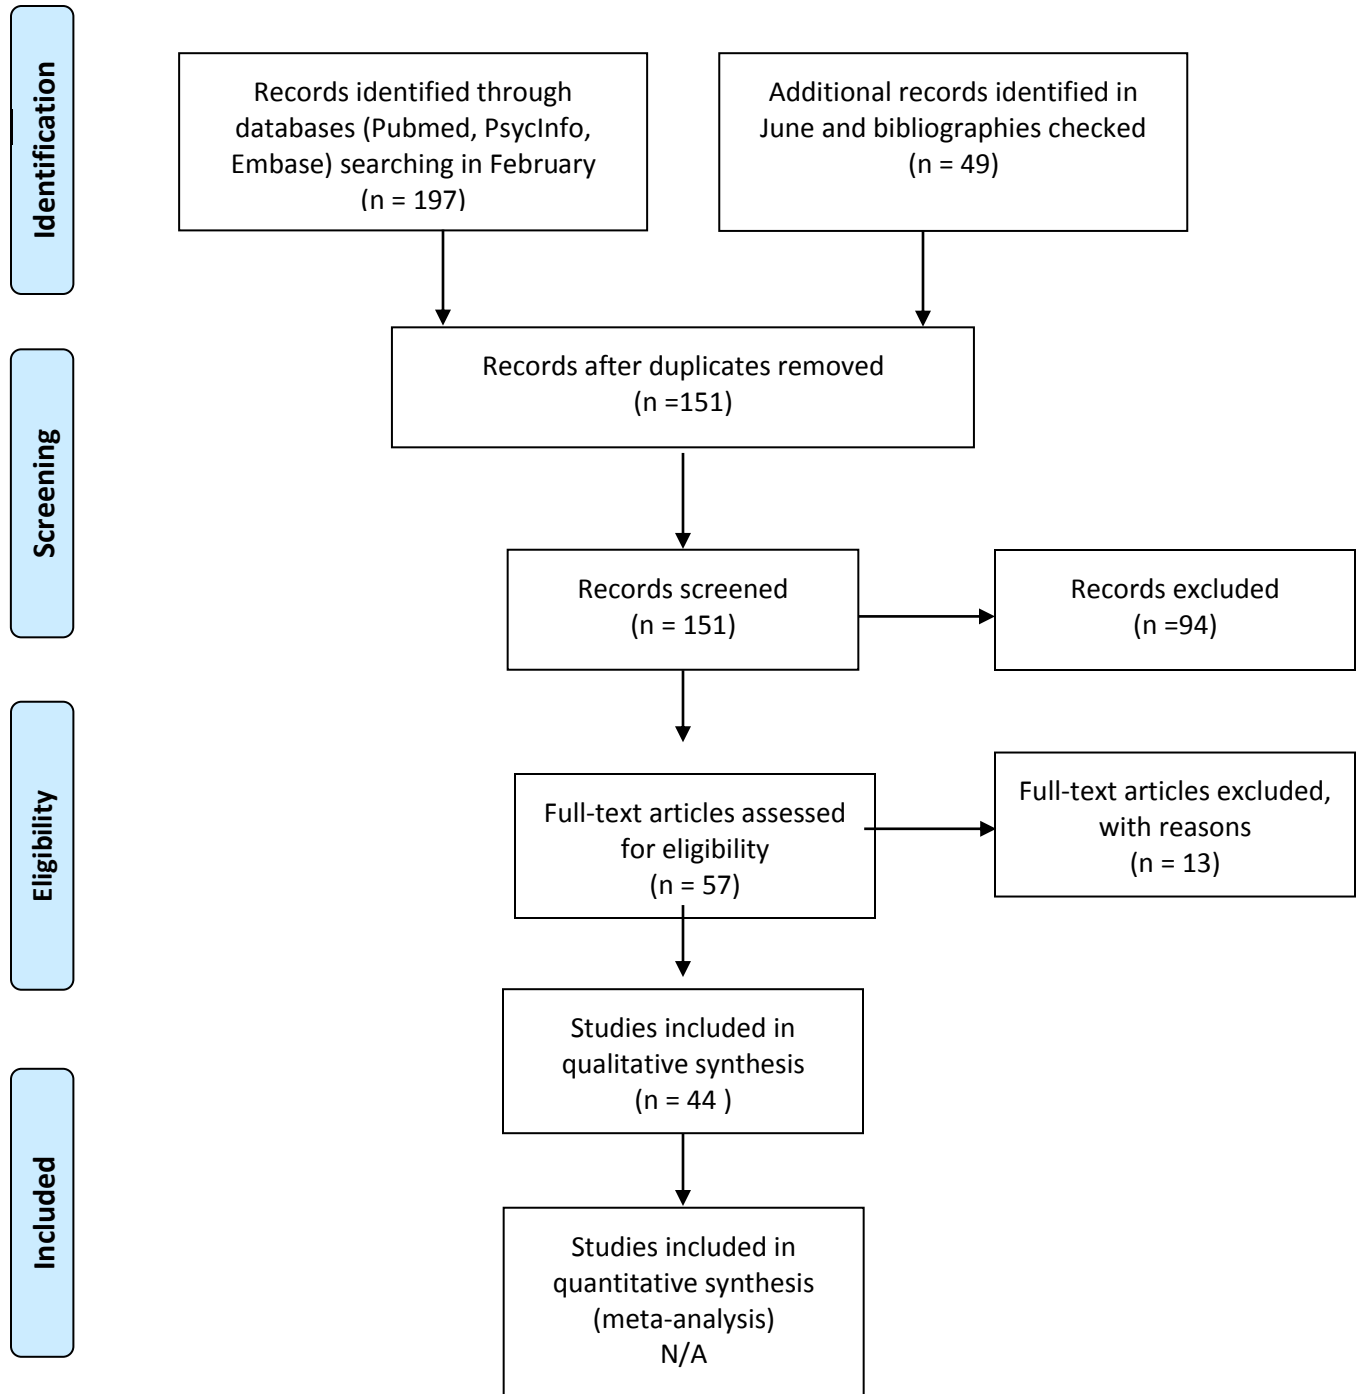 Identification
Records identified through
databases (Pubmed, PsycInfo,
Embase) searching in February
(n = 197)
Additional records identified in
June and bibliographies checked
(n = 49)
Records after duplicates removed
(n =151)
Screening
Records screened
(n = 151)
Records excluded
(n =94)
Eligibility
Full-text articles assessed
for eligibility
(n = 57)
Full-text articles excluded,
with reasons
(n = 13)
Studies included in
qualitative synthesis
(n = 44 )
Included
Studies included in
quantitative synthesis
(meta-analysis)
N/A